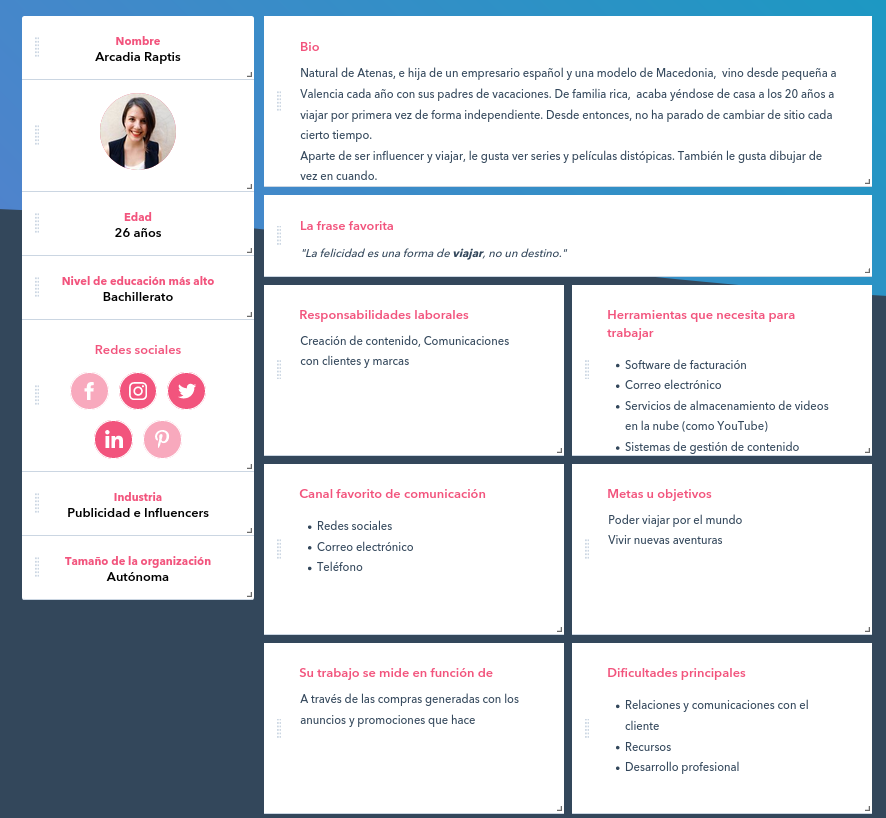 Nombre
Arcadia Raptis
Edad
26 años
Nivel de educación más alto
Bachillerato
Redes sociales
Industria
Publicidad e Influencers
Tamaño de la organización
Autónoma
Bio
Natural de Atenas, e hija de un empresario español y una modelo de Macedonia, vino desde pequeña a
Valencia cada año con sus padres de vacaciones. De familia rica, acaba yéndose de casa a los 20 años a
viajar por primera vez de forma independiente. Desde entonces, no ha parado de cambiar de sitio cada
cierto tiempo.
Aparte de ser influencer y viajar, le gusta ver series y películas distópicas. También le gusta dibujar de
vez en cuando.
La frase favorita
"La felicidad es una forma de viajar, no un destino."
Responsabilidades laborales
Creación de contenido, Comunicaciones
con clientes y marcas
Herramientas que necesita para
trabajar
• Software de facturación
• Correo electrónico
• Servicios de almacenamiento de videos
en la nube (como YouTube)
• Sistemas de gestión de contenido
Canal favorito de comunicación
• Redes sociales
• Correo electrónico
• Teléfono
Metas u objetivos
Poder viajar por el mundo
Vivir nuevas aventuras
Su trabajo se mide en función de
A través de las compras generadas con los
anuncios y promociones que hace
Dificultades principales
• Relaciones y comunicaciones con el
cliente
• Recursos
• Desarrollo profesional